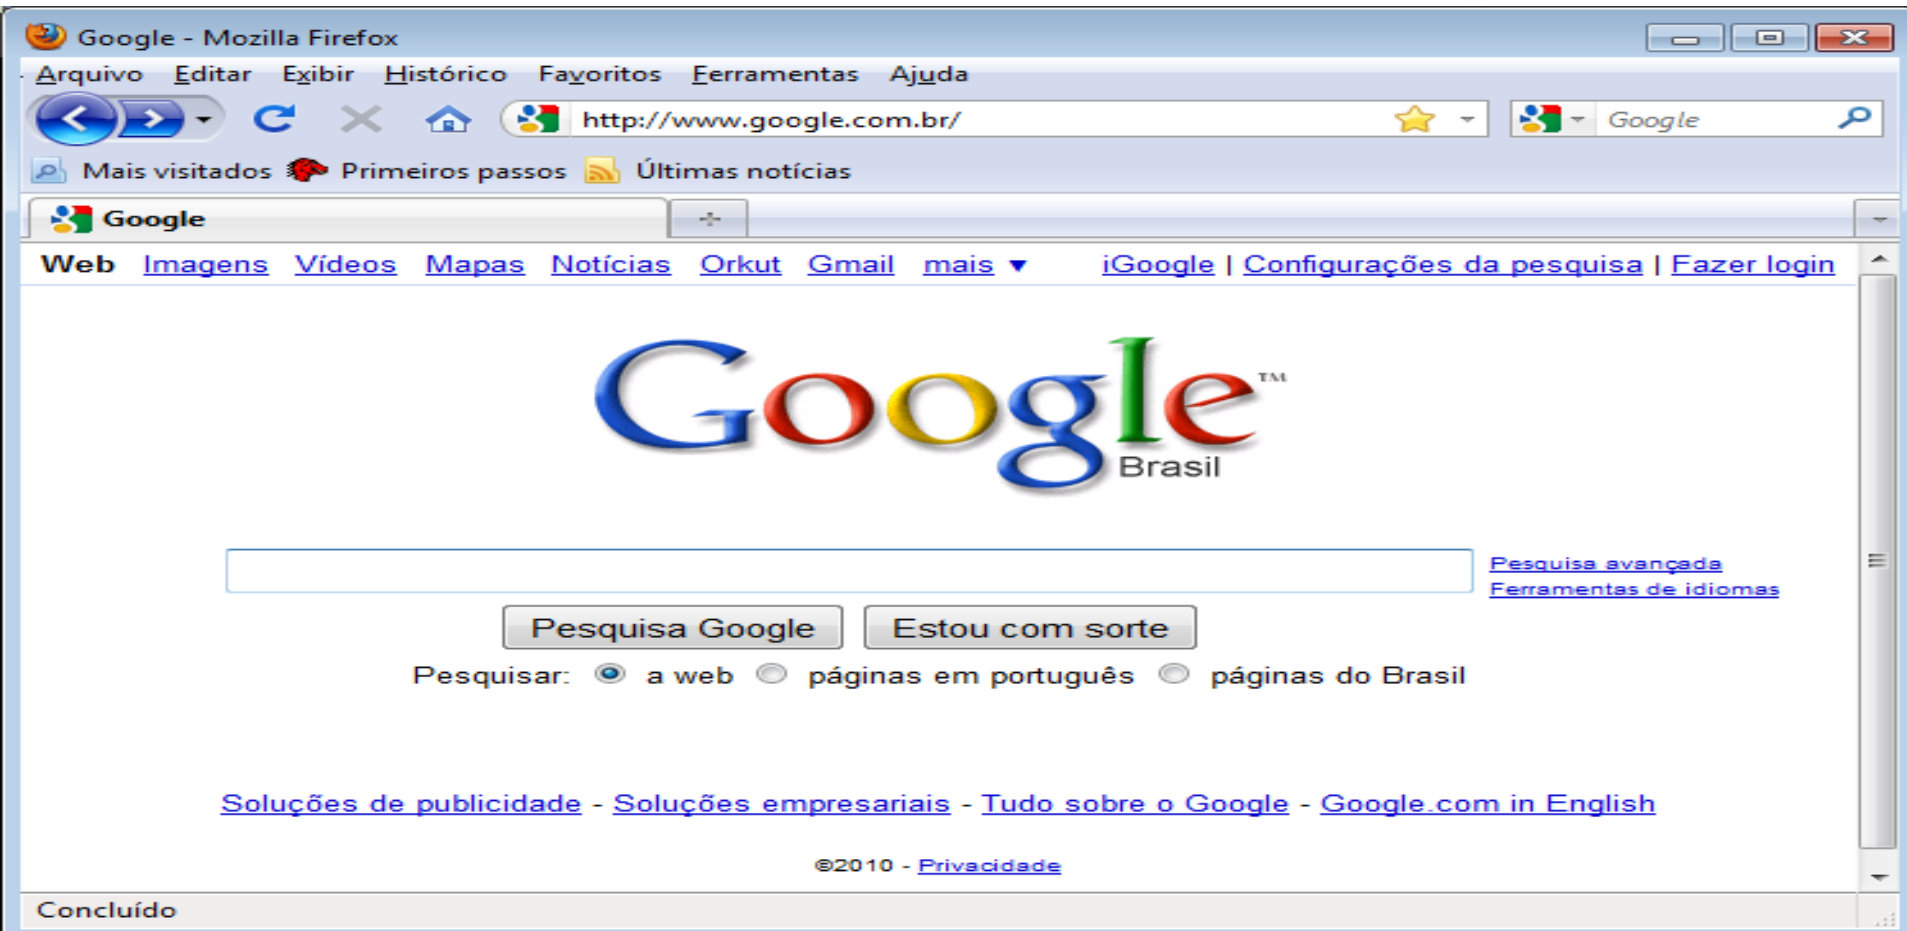 Google - Mozilla Firefox
Arquivo Editar Exibir Histórico Favoritos Ferramentas Ajuda
http://www.google.com.br/ Google
Mais visitados Primeiros passos Últimas notícias
Google
Web Imagens Vídeos Mapas Notícias Orkut Gmail mais ▼ iGoogle | Configurações da pesquisa | Fazer login
Google™
Brasil
Pesquisa avançada
Ferramentas de idiomas
Pesquisa Google Estou com sorte
Pesquisar: a web páginas em português páginas do Brasil
Soluções de publicidade - Soluções empresariais - Tudo sobre o Google - Google.com in English
©2010 - Privacidade
Concluído